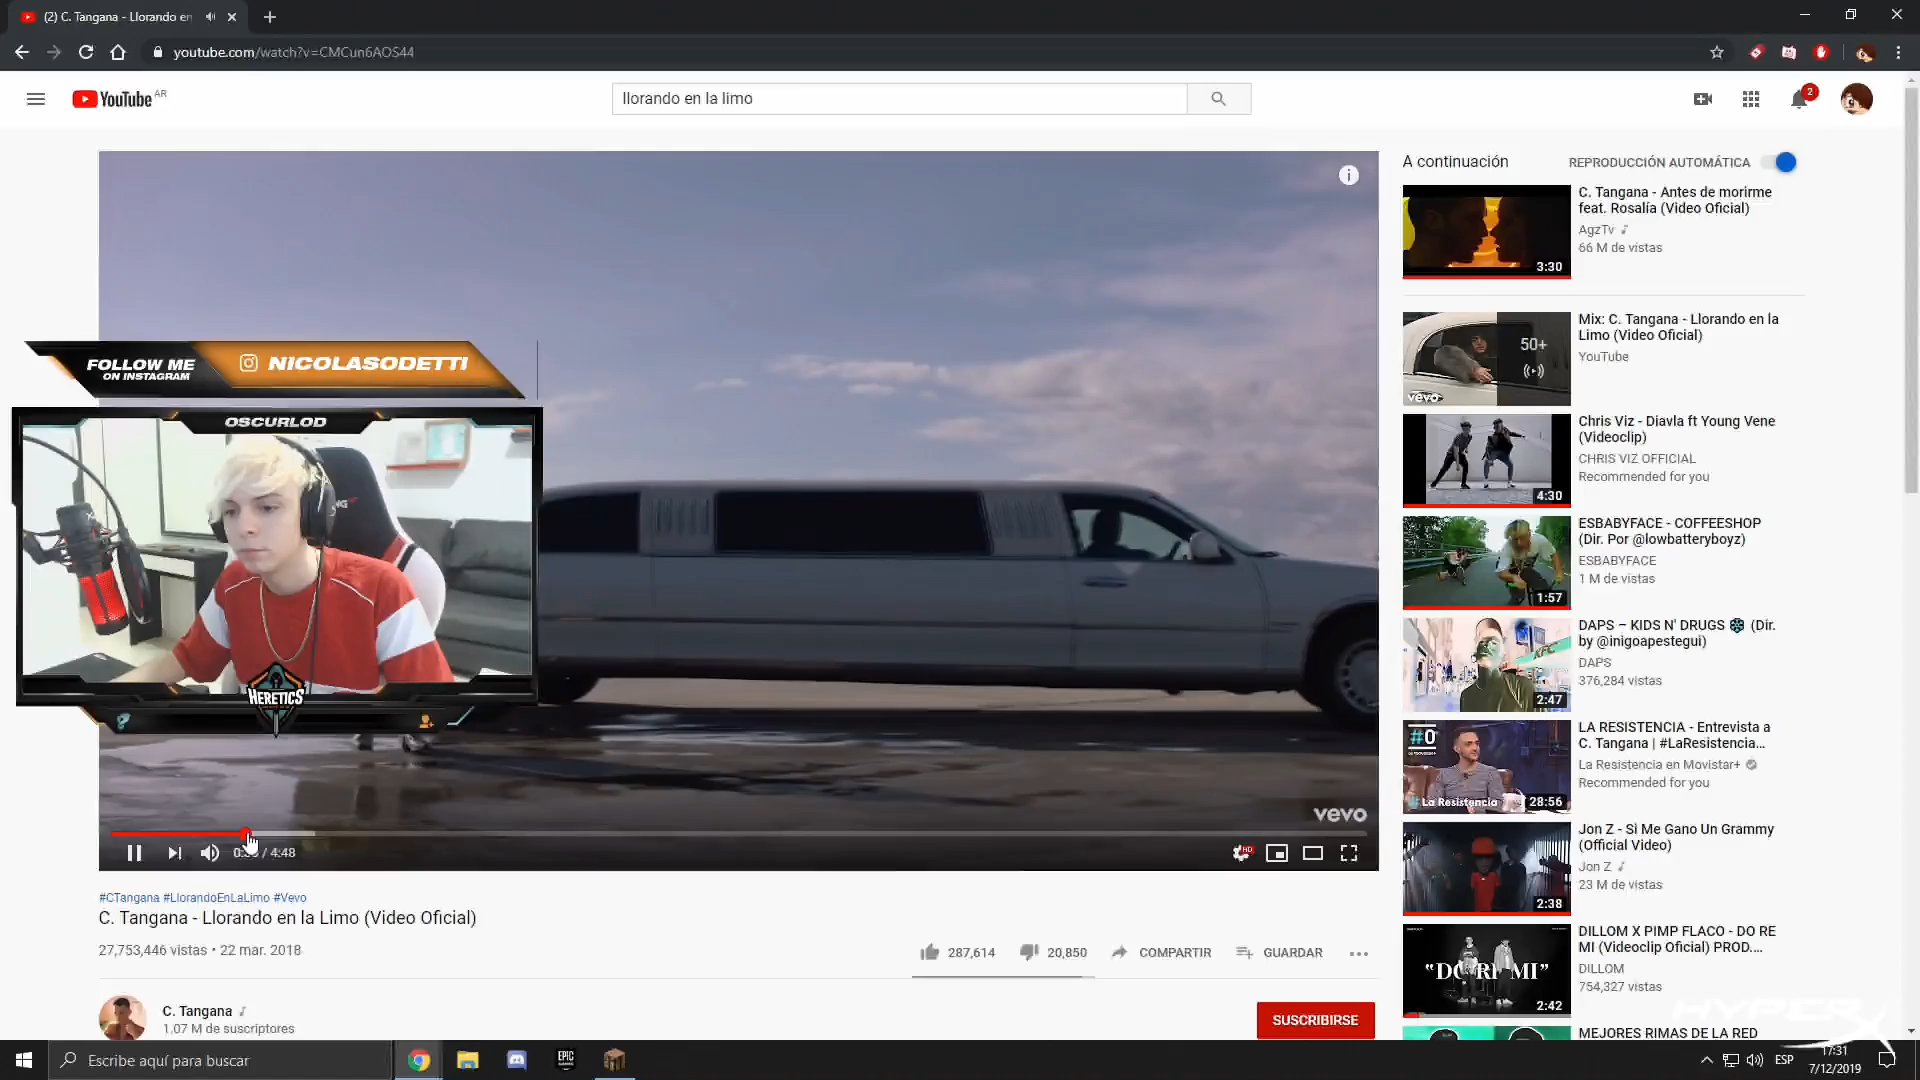 (2) C. Tangana - Llorando en
youtube.com/watch?v=CMCun6AOS44
YouTube AR
llorando en la limo
2
FOLLOW ME
ON INSTAGRAM
NICOLASODETTI
OSCURLOD
HERETICS
vevo
/ 4:48
HD
#CTangana #LlorandoEnLaLimo #Vevo
C. Tangana - Llorando en la Limo (Video Oficial)
27,753,446 vistas • 22 mar. 2018
287,614
20,850
COMPARTIR
GUARDAR
C. Tangana
1.07 M de suscriptores
SUSCRIBIRSE
A continuación
REPRODUCCIÓN AUTOMÁTICA
C. Tangana - Antes de morirme
feat. Rosalía (Video Oficial)
AgzTv
66 M de vistas
3:30
Mix: C. Tangana - Llorando en la
Limo (Video Oficial)
YouTube
50+
vevo
Chris Viz - Diavla ft Young Vene
(Videoclip)
CHRIS VIZ OFFICIAL
Recommended for you
4:30
ESBABYFACE - COFFEESHOP
(Dir. Por @lowbatteryboyz)
ESBABYFACE
1 M de vistas
1:57
DAPS – KIDS N' DRUGS (Dir.
by @inigoapestegui)
DAPS
376,284 vistas
2:47
LA RESISTENCIA - Entrevista a
C. Tangana | #LaResistencia...
La Resistencia en Movistar+
Recommended for you
#0
La Resistencia
28:56
Jon Z - Si Me Gano Un Grammy
(Official Video)
Jon Z
23 M de vistas
2:38
DILLOM X PIMP FLACO - DO RE
MI (Videoclip Oficial) PROD....
DILLOM
754,327 vistas
"DO RE MI"
2:42
MEJORES RIMAS DE LA RED
HYPERX
Escribe aquí para buscar
EPIC
GAMES
ESP
17:31
7/12/2019